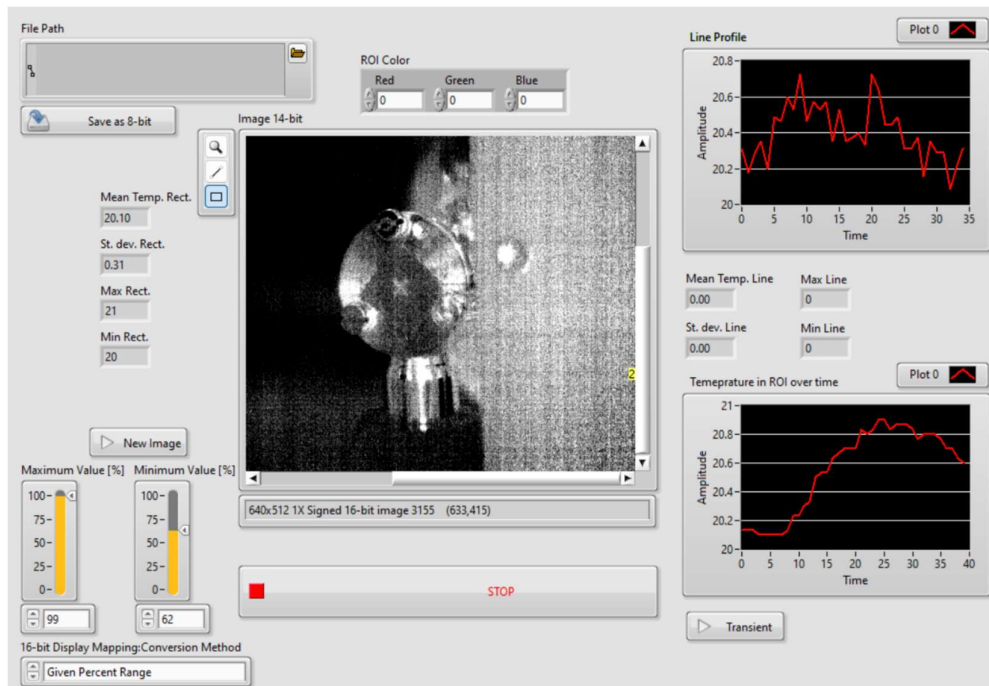 File Path
Save as 8-bit
ROI Color
Red Green Blue
0 0 0
Image 14-bit
Mean Temp. Rect.
20.10
St. dev. Rect.
0.31
Max Rect.
21
Min Rect.
20
2
New Image
Maximum Value [%] Minimum Value [%]
100- 100-
75- 75-
50- 50-
25- 25-
0- 0-
99 62
16-bit Display Mapping:Conversion Method
Given Percent Range
640x512 1X Signed 16-bit image 3155 (633,415)
STOP
Line Profile
Plot 0
Amplitude
20.8-
20.6-
20.4-
20.2-
20-
0 5 10 15 20 25 30 35
Time
Mean Temp. Line Max Line
0.00 0
St. dev. Line Min Line
0.00 0
Temeprature in ROI over time
Plot 0
Amplitude
21-
20.8-
20.6-
20.4-
20.2-
20-
0 5 10 15 20 25 30 35 40
Time
Transient